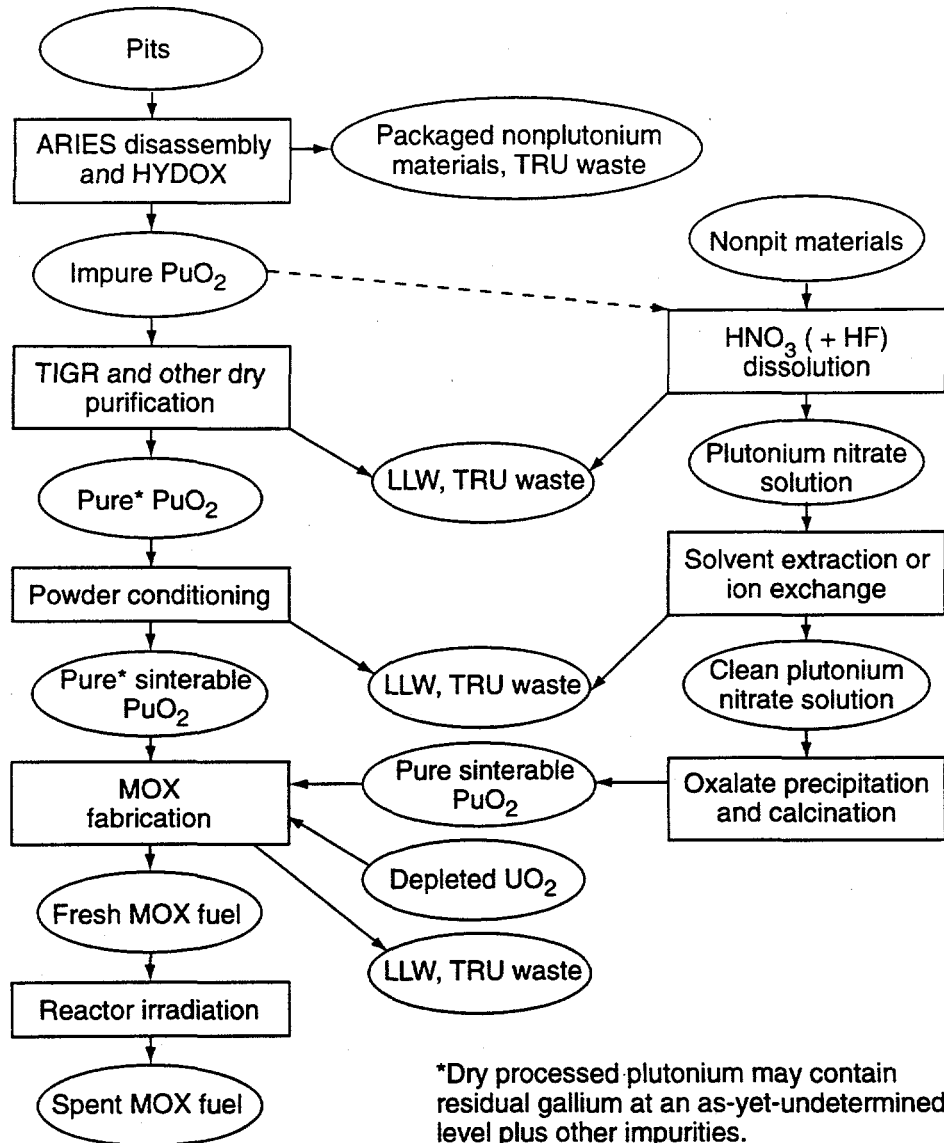 Pits
ARIES disassembly
and HYDOX
Packaged nonplutonium
materials, TRU waste
Impure PuO2
Nonpit materials
HNO3 ( + HF)
dissolution
TIGR and other dry
purification
LLW, TRU waste
Plutonium nitrate
solution
Pure* PuO2
Solvent extraction or
ion exchange
Powder conditioning
LLW, TRU waste
Clean plutonium
nitrate solution
Pure* sinterable
PuO2
MOX
fabrication
Pure sinterable
PuO2
Oxalate precipitation
and calcination
Depleted UO2
Fresh MOX fuel
LLW, TRU waste
Reactor irradiation
Spent MOX fuel
*Dry processed plutonium may contain
residual gallium at an as-yet-undetermined
level plus other impurities.